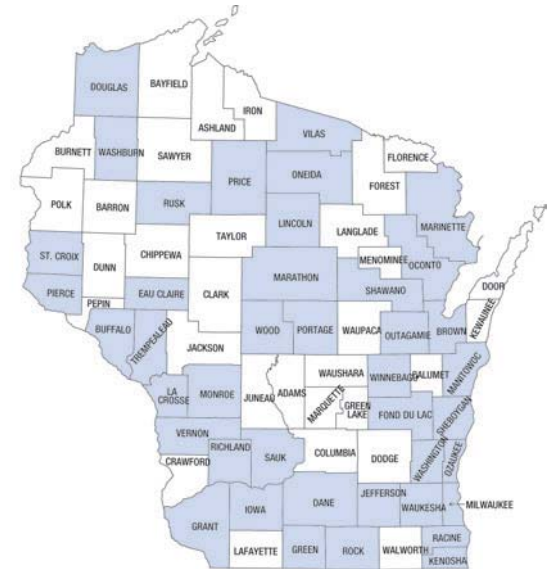 DOUGLAS
BAYFIELD
IRON
ASHLAND
VILAS
BURNETT
WASHBURN
SAWYER
FLORENCE
PRICE
ONEIDA
FOREST
POLK
BARRON
RUSK
MARINETTE
LINCOLN
LANGLADE
TAYLOR
ST. CROIX
CHIPPEWA
MENOMINEE
OCONTO
DUNN
MARATHON
DOOR
PIERCE
EAU CLAIRE
CLARK
SHAWANO
PEPIN
KEWAUNEE
BUFFALO
TREMPEALEAU
WOOD
PORTAGE
WAUPACA
OUTAGAMIE
BROWN
JACKSON
WAUSHARA
WINNEBAGO
CALUMET
MANITOWOC
LA
CROSSE
MONROE
JUNEAU
ADAMS
MARQUETTE
GREEN
LAKE
FOND DU LAC
SHEBOYGAN
VERNON
RICHLAND
SAUK
COLUMBIA
DODGE
WASHINGTON
OZAUKEE
CRAWFORD
DANE
JEFFERSON
WAUKESHA
MILWAUKEE
GRANT
IOWA
LAFAYETTE
GREEN
ROCK
WALWORTH
RACINE
KENOSHA